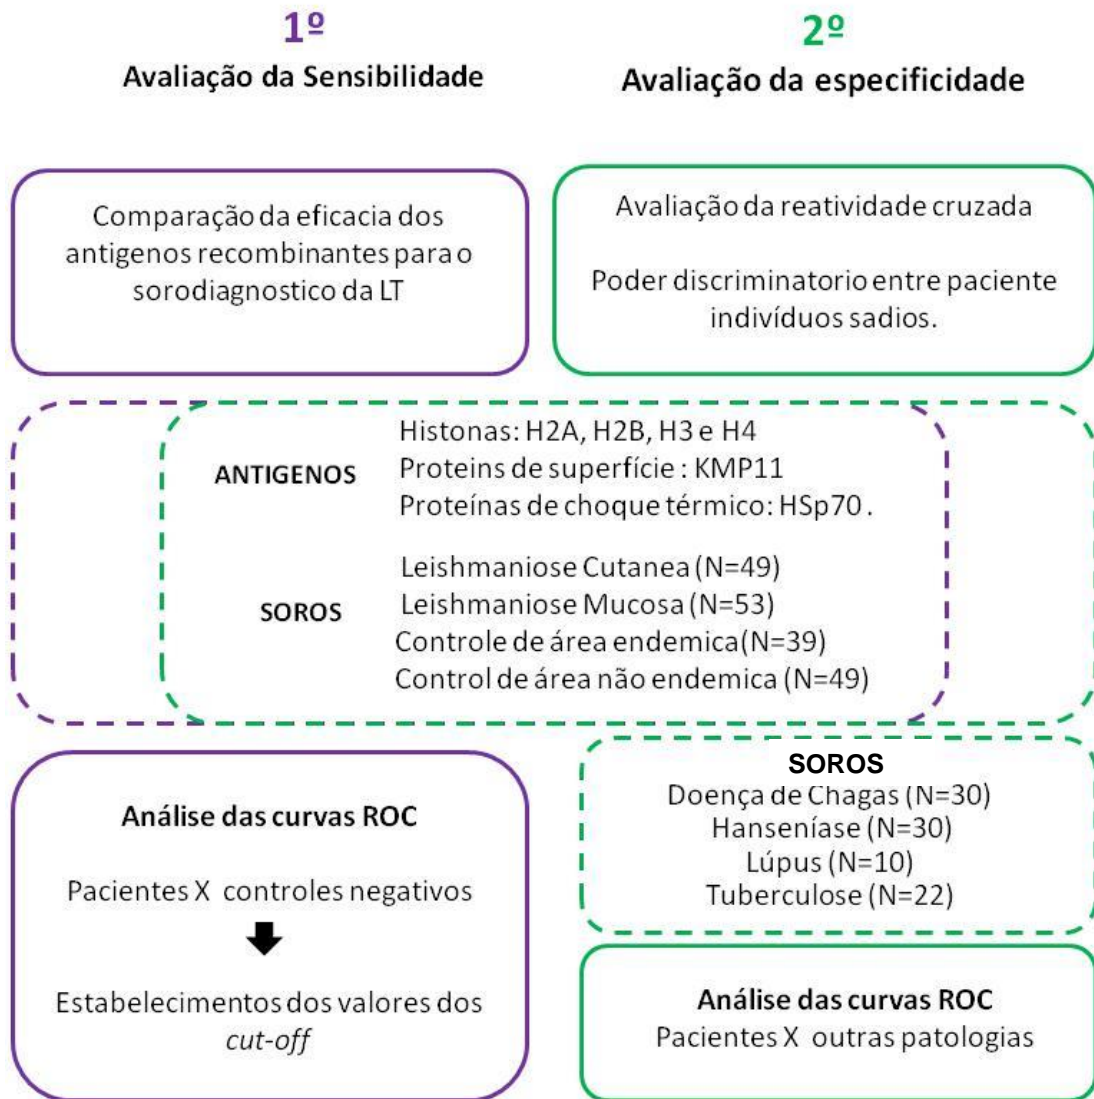 1º
Avaliação da Sensibilidade
2º
Avaliação da especificidade
Comparação da eficacia dos
antigenos recombinantes para o
sorodiagnostico da LT
Avaliação da reatividade cruzada
Poder discriminatorio entre paciente
indivíduos sadios.
ANTIGENOS
Histonas: H2A, H2B, H3 e H4
Proteins de superfície : KMP11
Proteínas de choque térmico: HSp70 .
SOROS
Leishmaniose Cutanea (N=49)
Leishmaniose Mucosa (N=53)
Controle de área endemica(N=39)
Control de área não endemica (N=49)
Análise das curvas ROC
Pacientes X controles negativos
Estabelecimentos dos valores dos
cut-off
SOROS
Doença de Chagas (N=30)
Hanseníase (N=30)
Lúpus (N=10)
Tuberculose (N=22)
Análise das curvas ROC
Pacientes X outras patologias